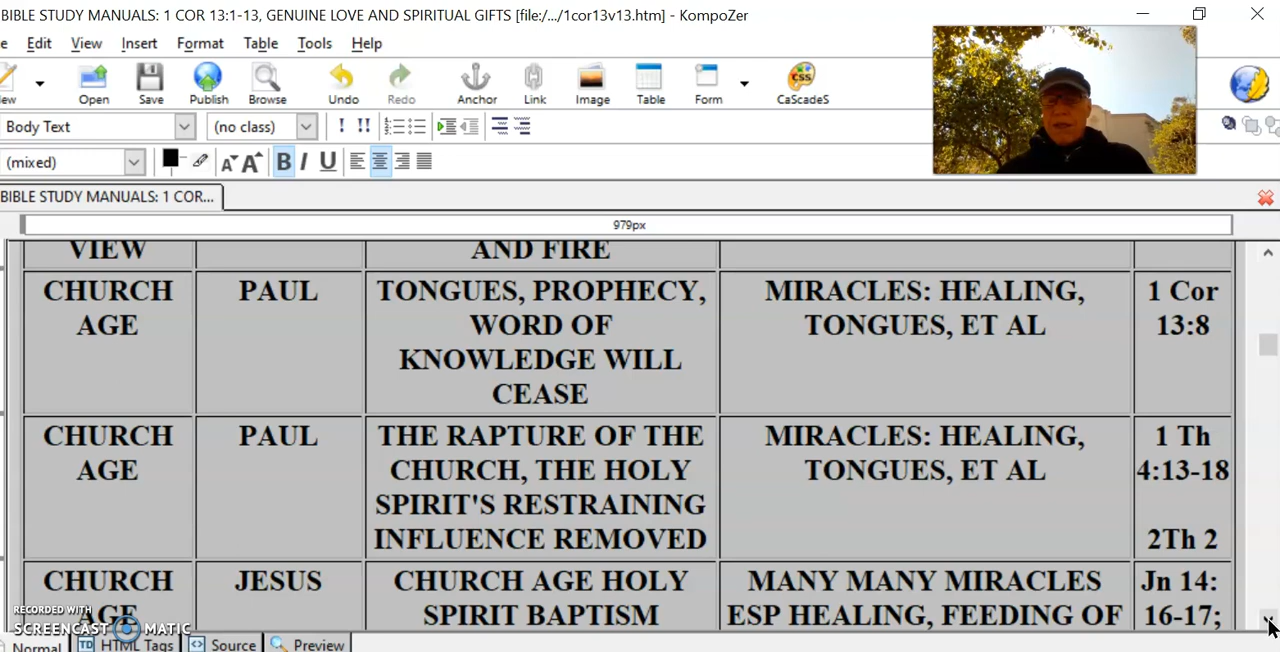 BIBLE STUDY MANUALS: 1 COR 13:1-13, GENUINE LOVE AND SPIRITUAL GIFTS [file:/.../1cor13v13.htm] - KompoZer
e Edit View Insert Format Table Tools Help
ew Open Save Publish Browse Undo Redo Anchor Link Image Table Form CaScadeS
Body Text (no class) ! !!
(mixed) B I U
BIBLE STUDY MANUALS: 1 COR...
979px
VIEW
AND FIRE
CHURCH AGE
PAUL
TONGUES, PROPHECY,
WORD OF
KNOWLEDGE WILL
CEASE
MIRACLES: HEALING,
TONGUES, ET AL
1 Cor
13:8
CHURCH
AGE
PAUL
THE RAPTURE OF THE
CHURCH, THE HOLY
SPIRIT'S RESTRAINING
INFLUENCE REMOVED
MIRACLES: HEALING,
TONGUES, ET AL
1 Th
4:13-18
2Th 2
CHURCH
AGE
JESUS
CHURCH AGE HOLY
SPIRIT BAPTISM
MANY MANY MIRACLES
ESP HEALING, FEEDING OF
Jn 14:
16-17;
RECORDED WITH
SCREENCAST MATIC
Normal TD HTML Tags <> Source Preview